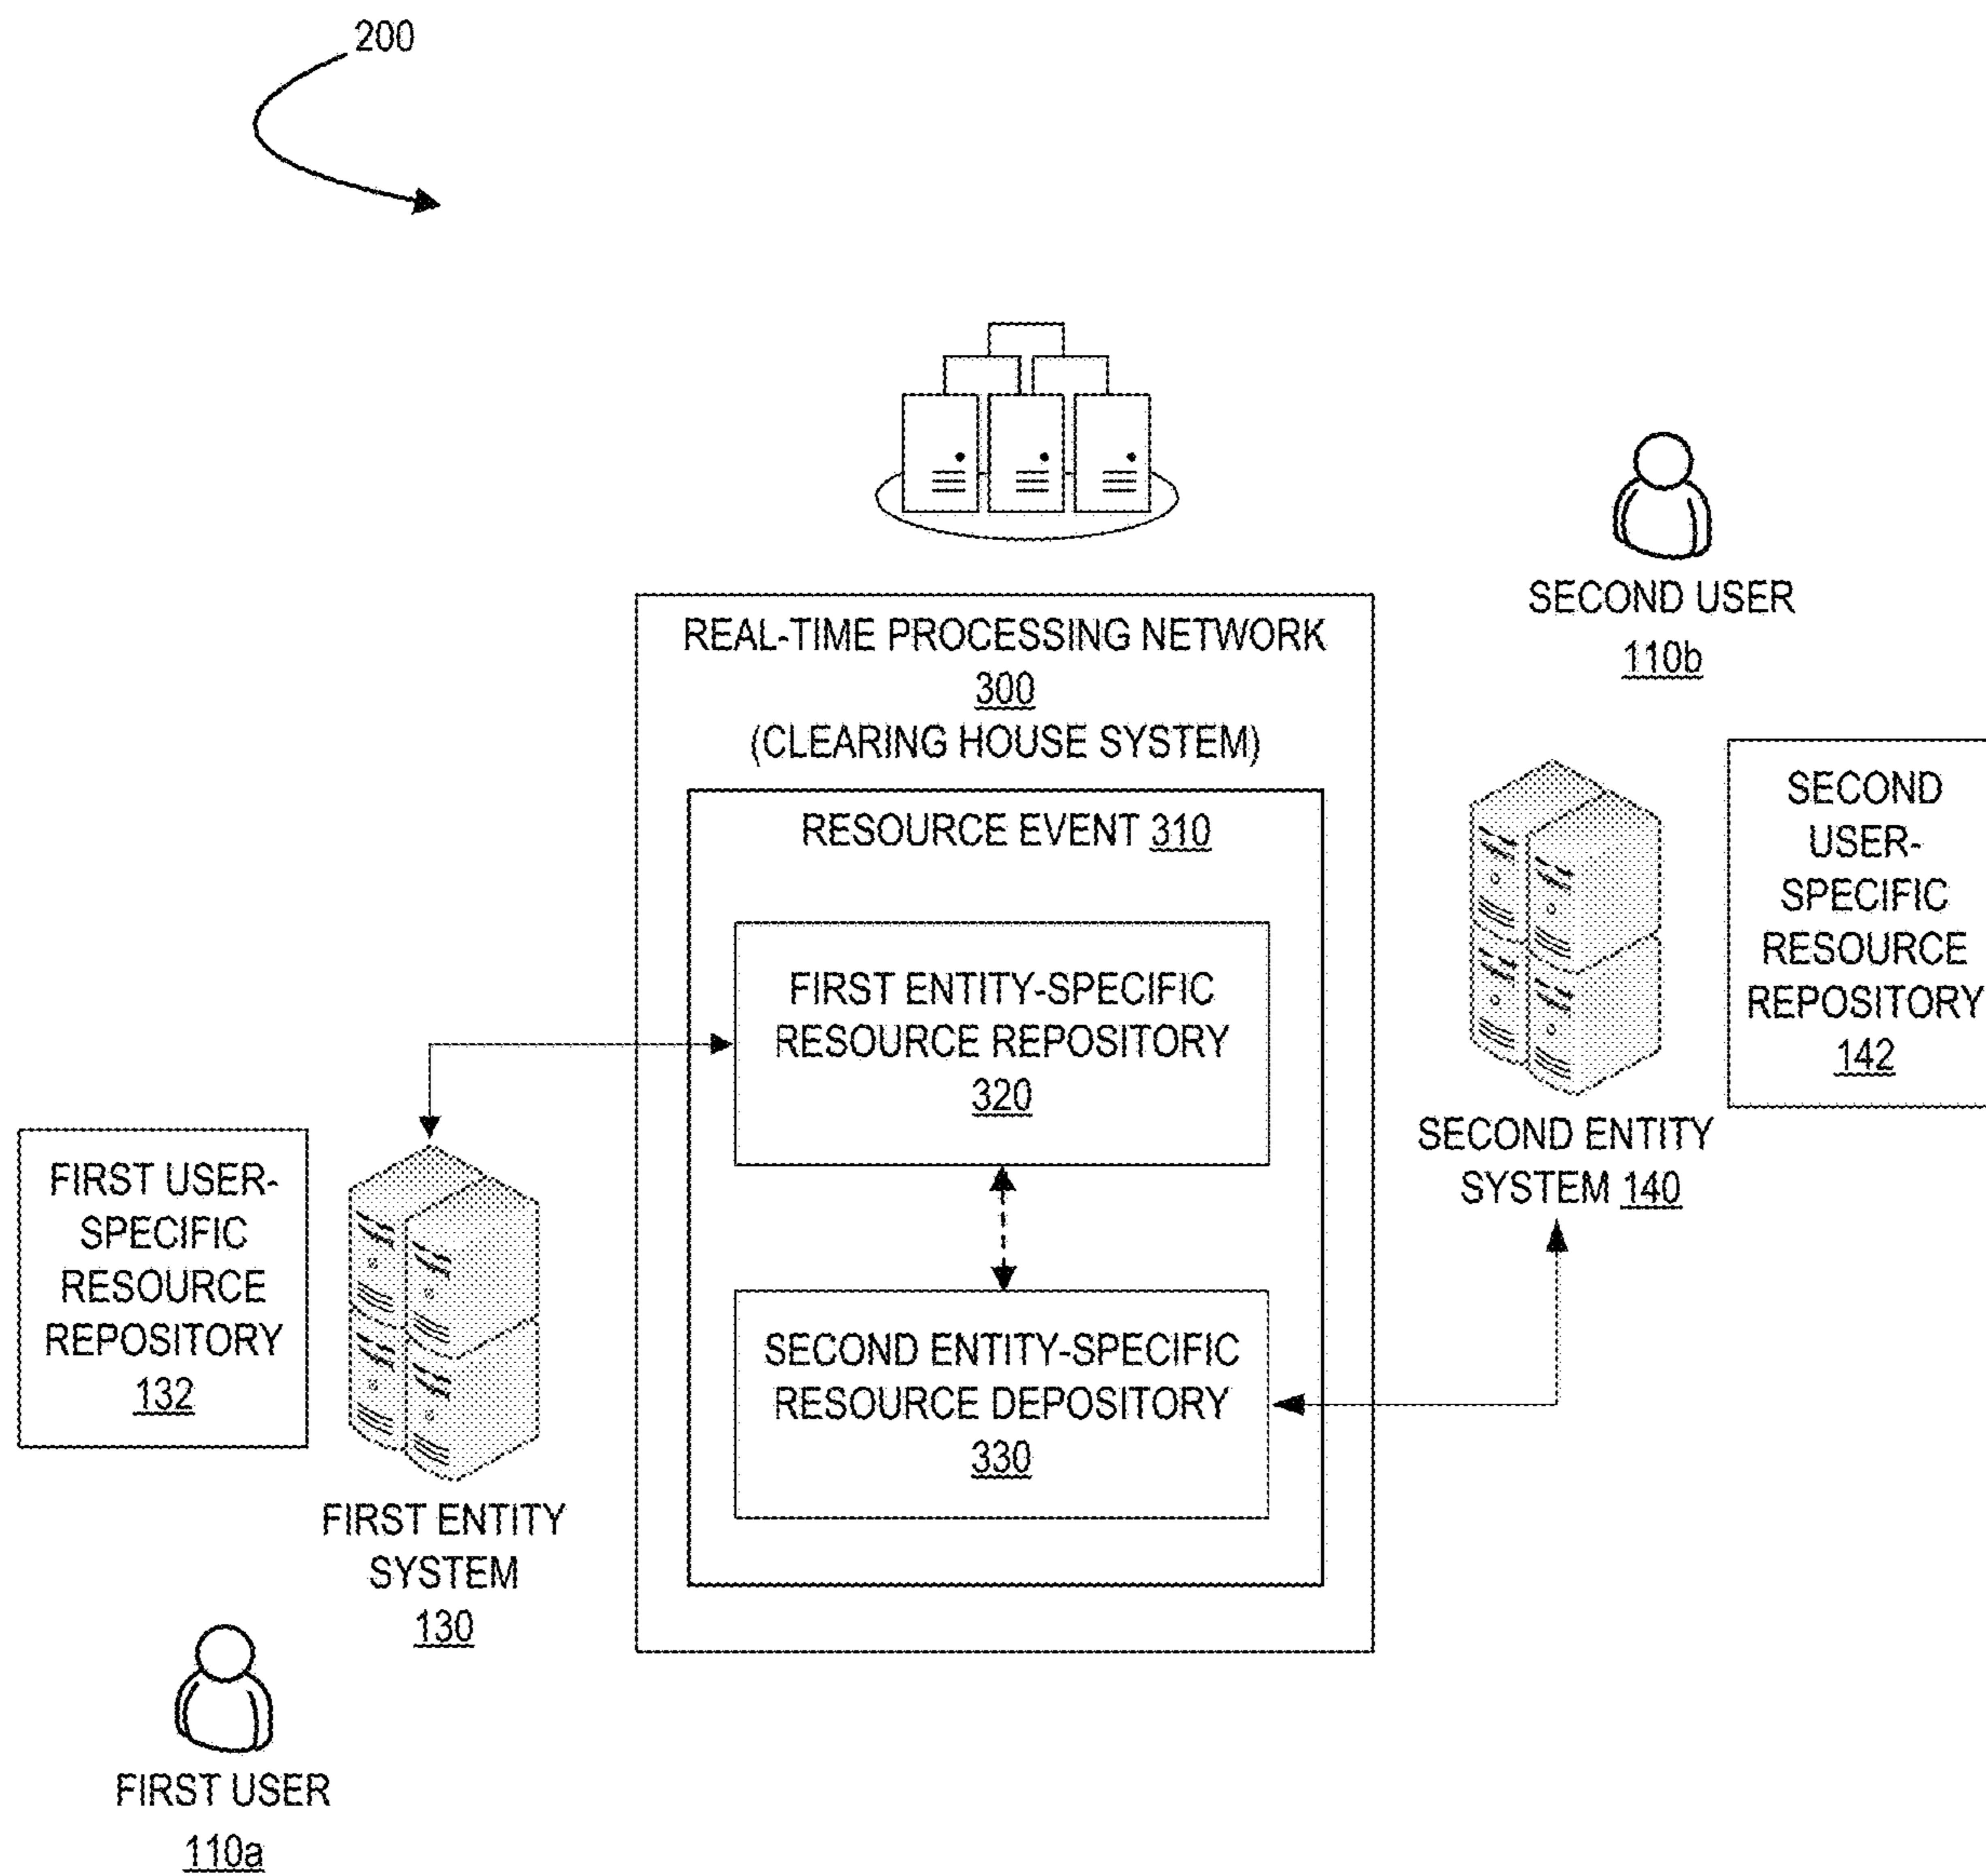 200
SECOND USER
110b
REAL-TIME PROCESSING NETWORK
300
(CLEARING HOUSE SYSTEM)
RESOURCE EVENT 310
FIRST ENTITY-SPECIFIC
RESOURCE REPOSITORY
320
SECOND ENTITY-SPECIFIC
RESOURCE DEPOSITORY
330
SECOND
USER-
SPECIFIC
RESOURCE
REPOSITORY
142
SECOND ENTITY
SYSTEM 140
FIRST USER-
SPECIFIC
RESOURCE
REPOSITORY
132
FIRST ENTITY
SYSTEM
130
FIRST USER
110a